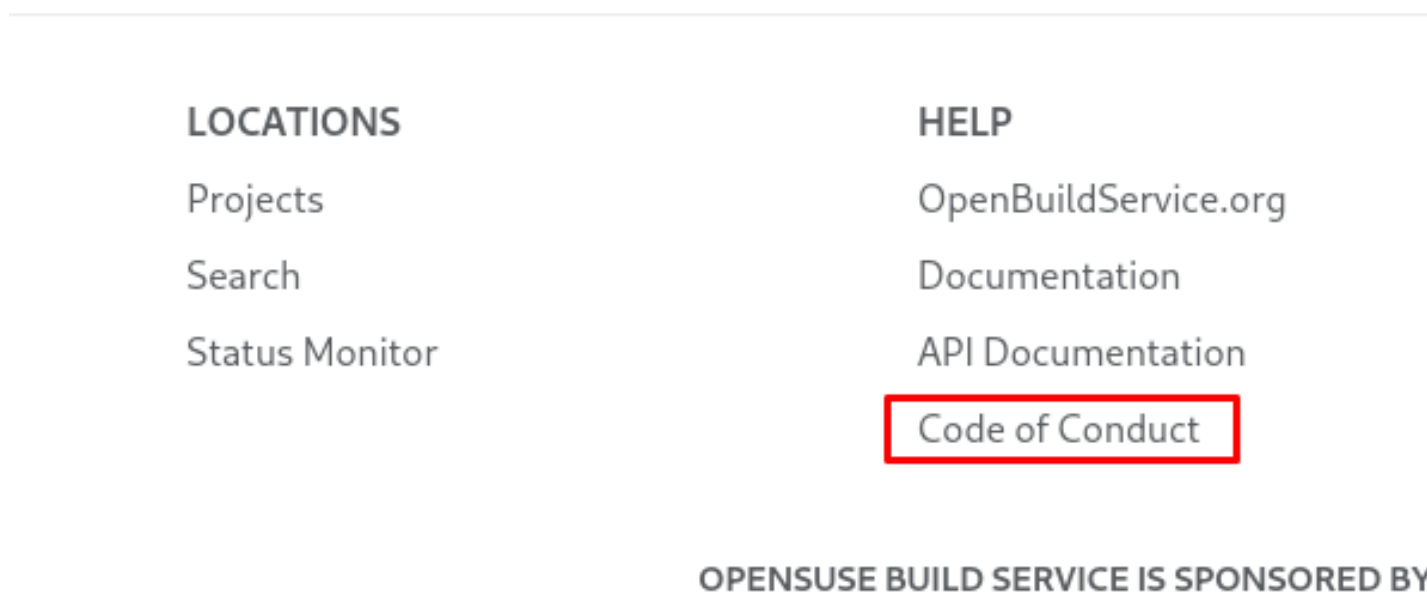 LOCATIONS
Projects
Search
Status Monitor
HELP
OpenBuildService.org
Documentation
API Documentation
Code of Conduct
OPENSUSE BUILD SERVICE IS SPONSORED BY